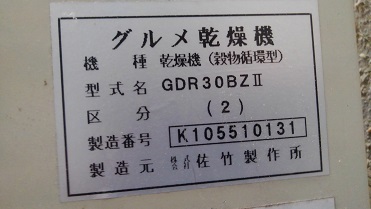 グルメ乾燥機
機種 乾燥機(穀物循環型)
型式名 GDR30BZⅡ
区分 (2)
製造番号 K105510131
製造元 株式会社 佐竹製作所